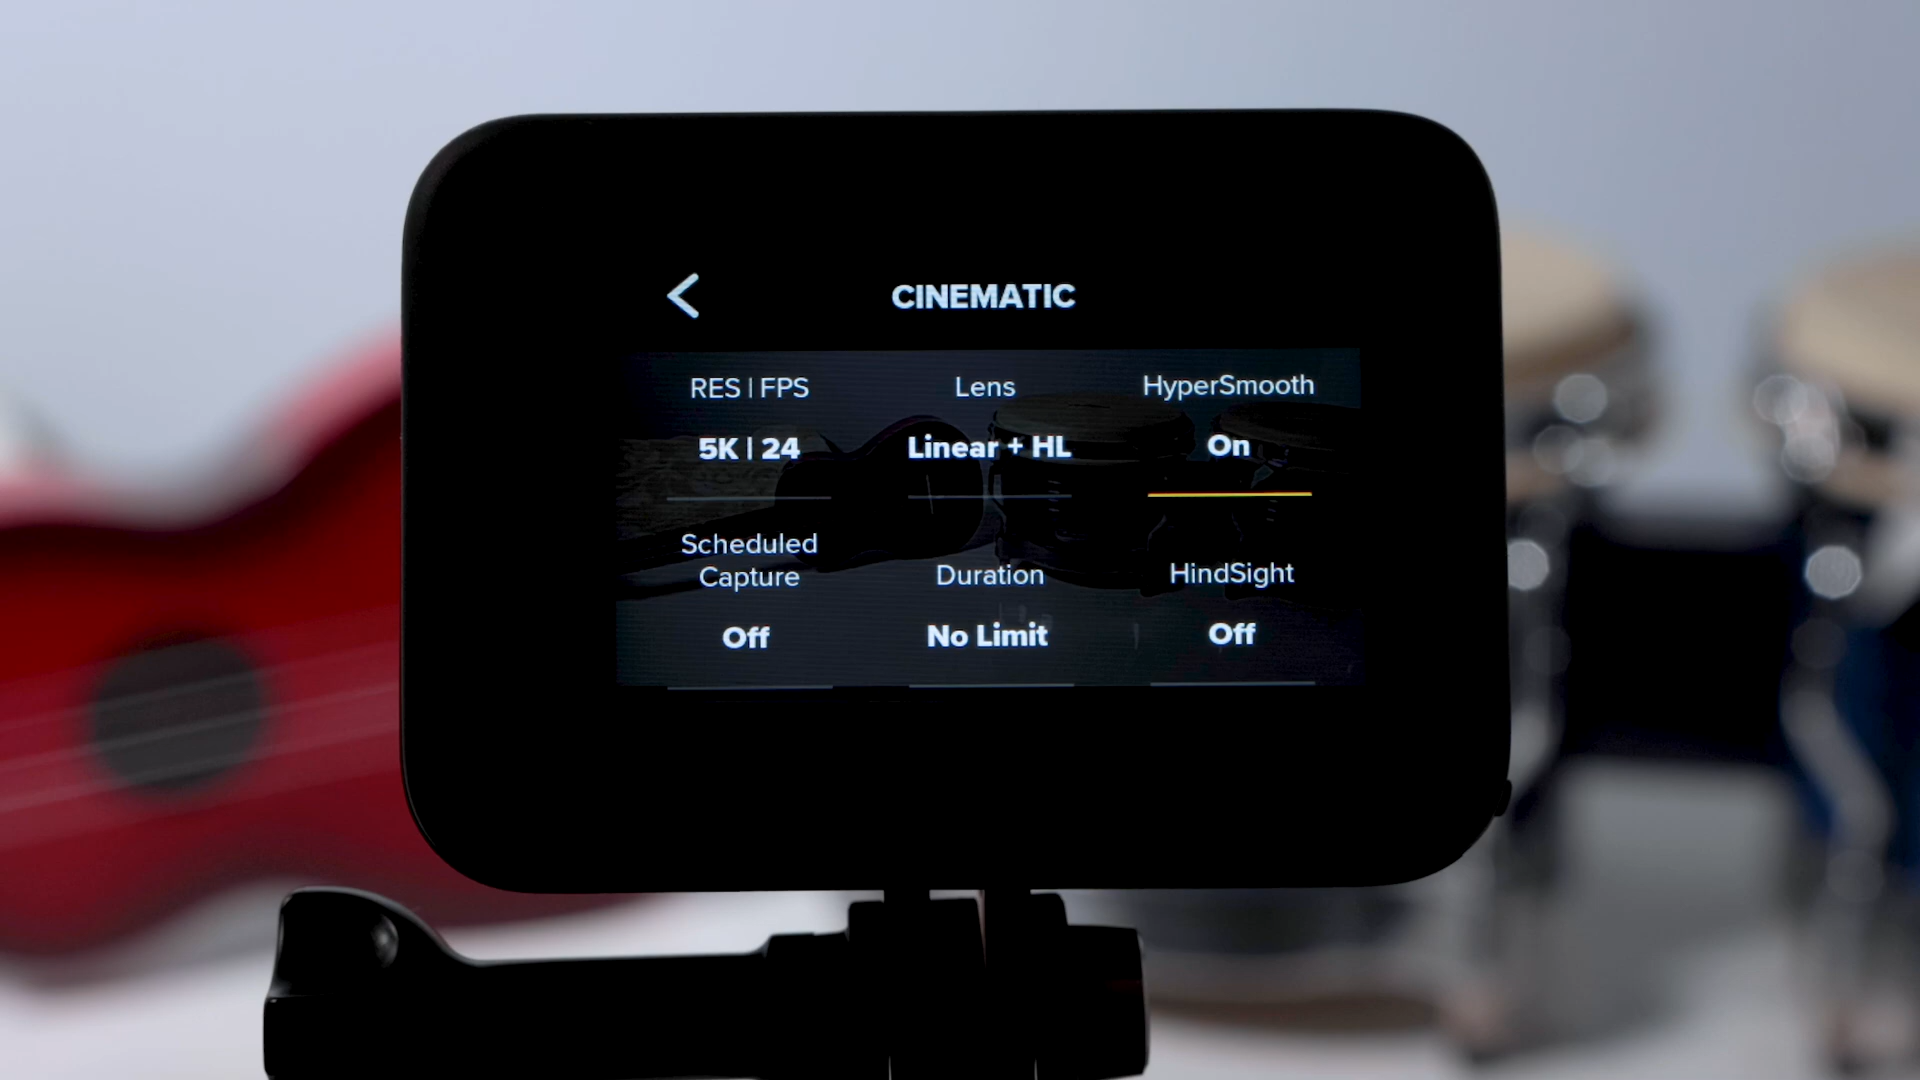 CINEMATIC
RES | FPS
5K | 24
Lens
Linear + HL
HyperSmooth
On
Scheduled
Capture
Off
Duration
No Limit
HindSight
Off